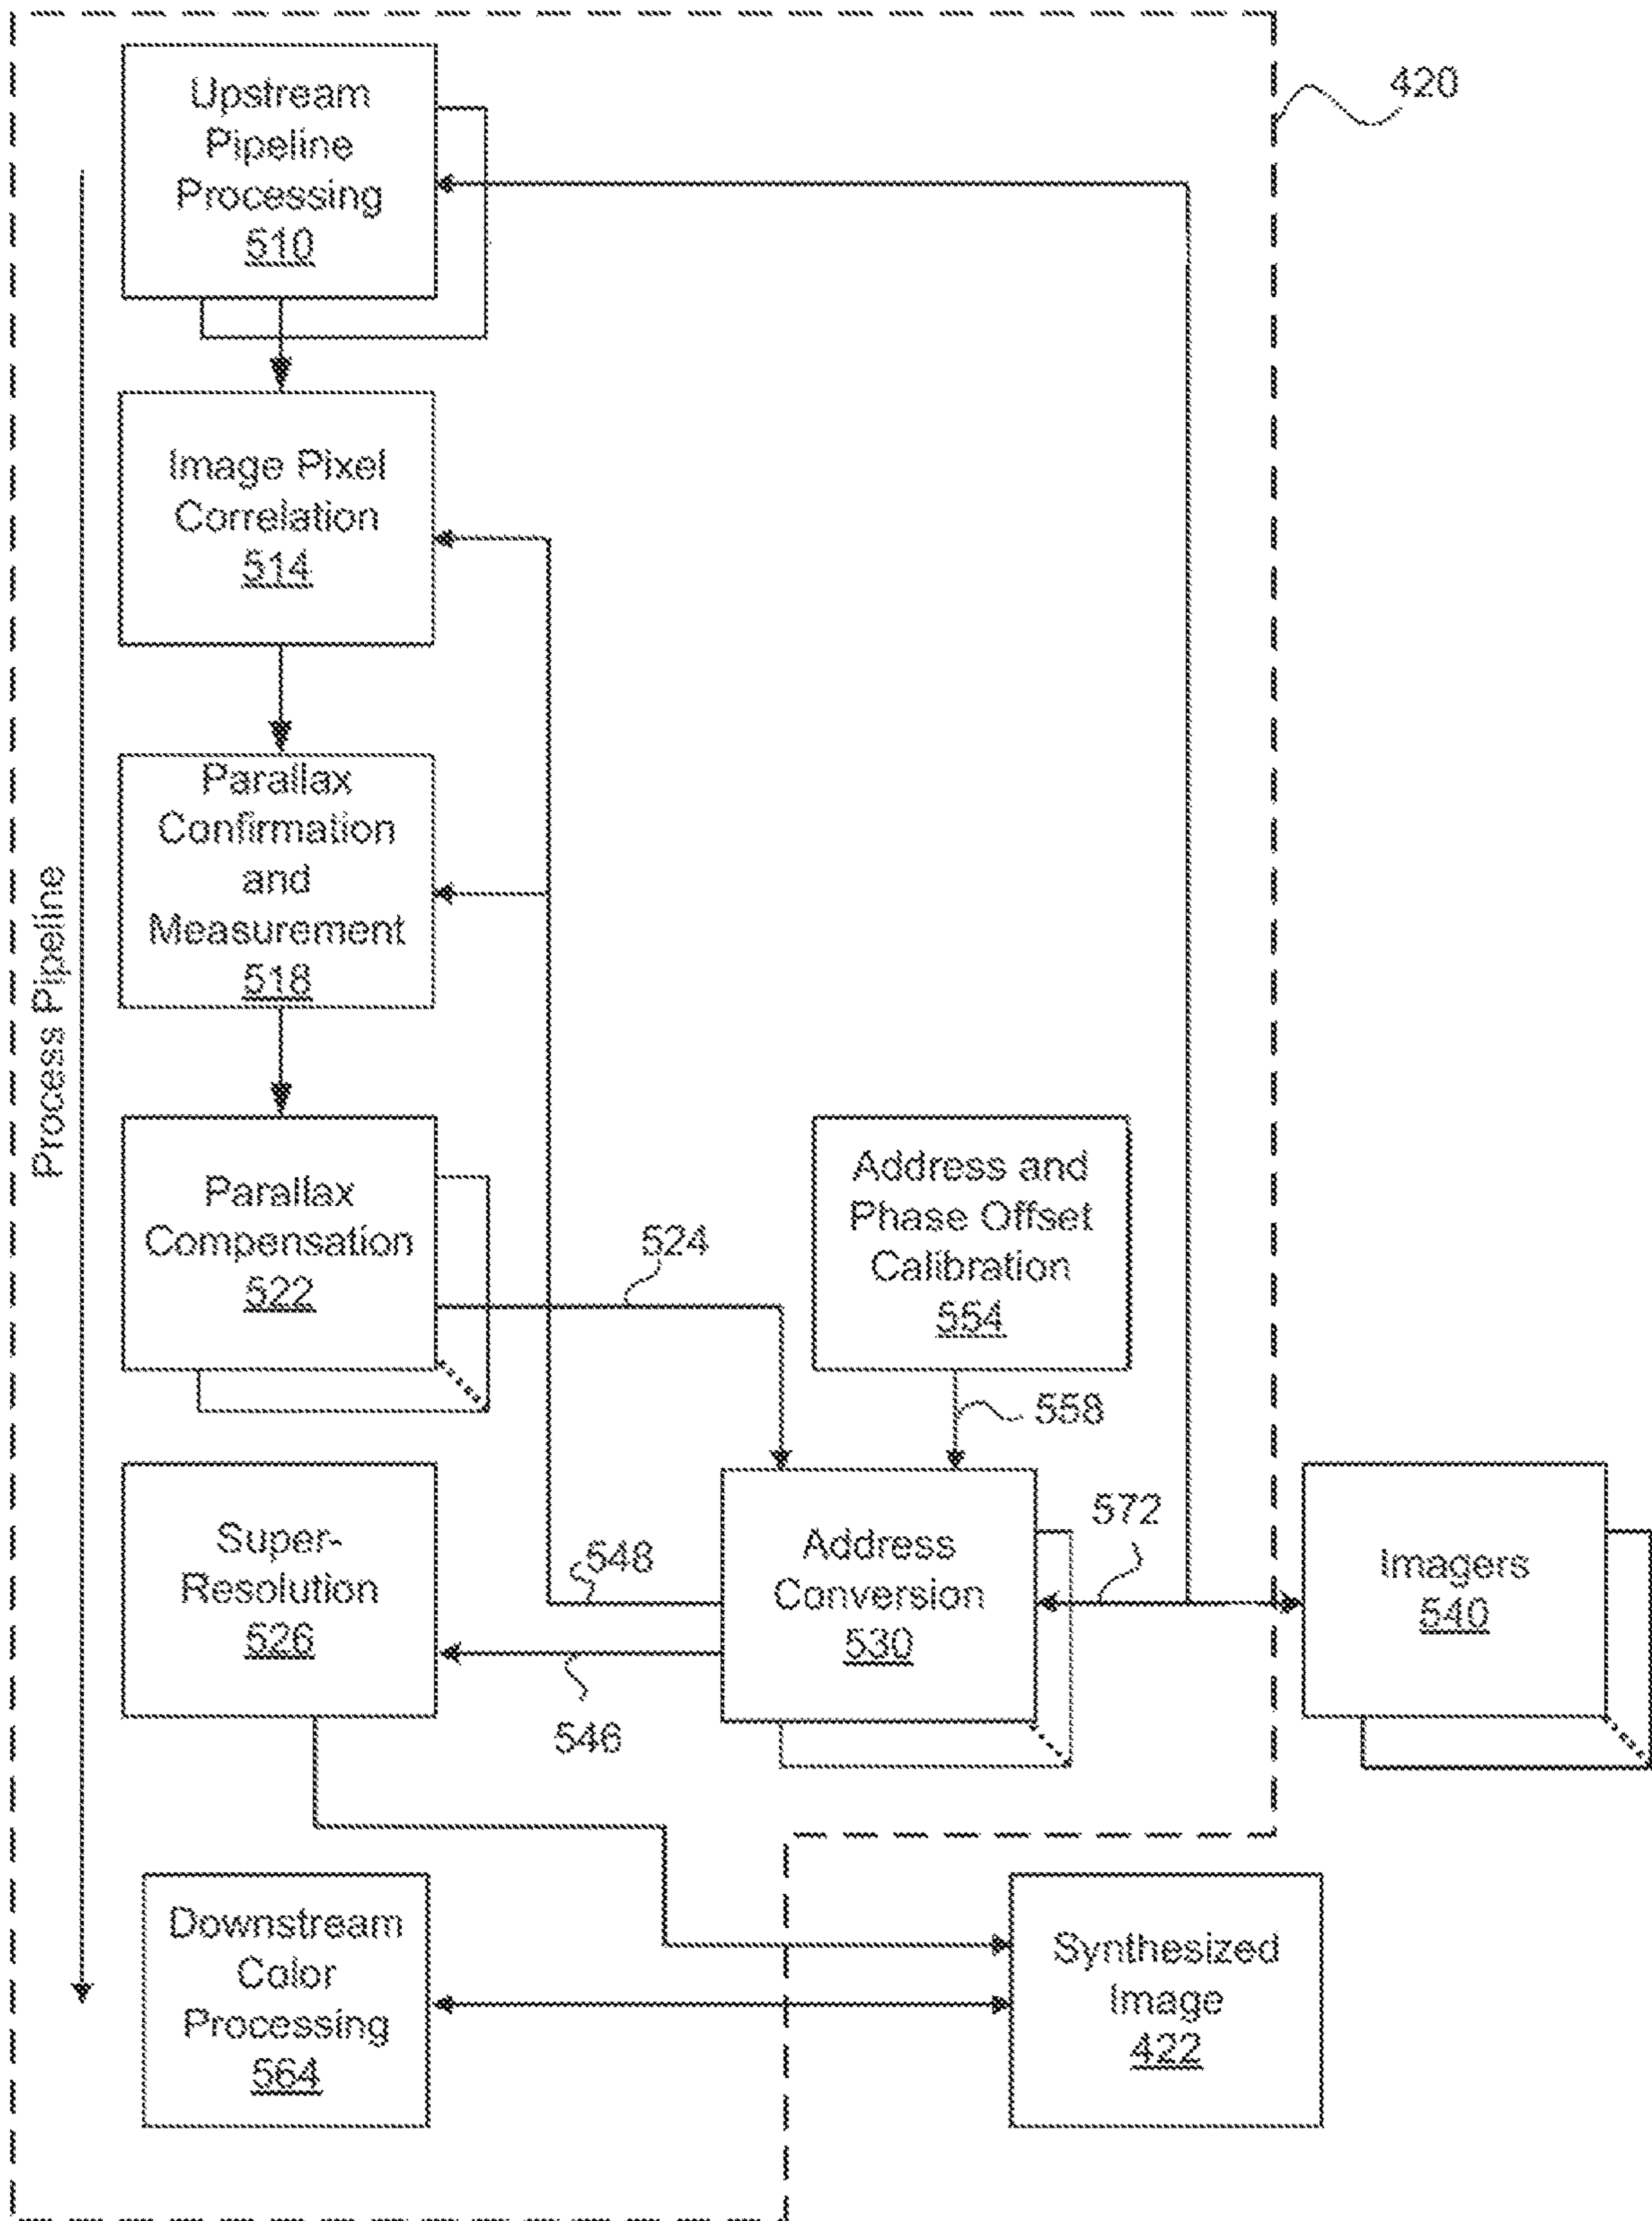 420
Upstream
Pipeline
Processing
510
Image Pixel
Correlation
514
Parallax
Confirmation
and
Measurement
518
Process Pipeline
Parallax
Compensation
522
524
Address and
Phase Offset
Calibration
554
558
Super-
Resolution
526
548
546
Address
Conversion
530
572
Imagers
540
Downstream
Color
Processing
564
Synthesized
Image
422